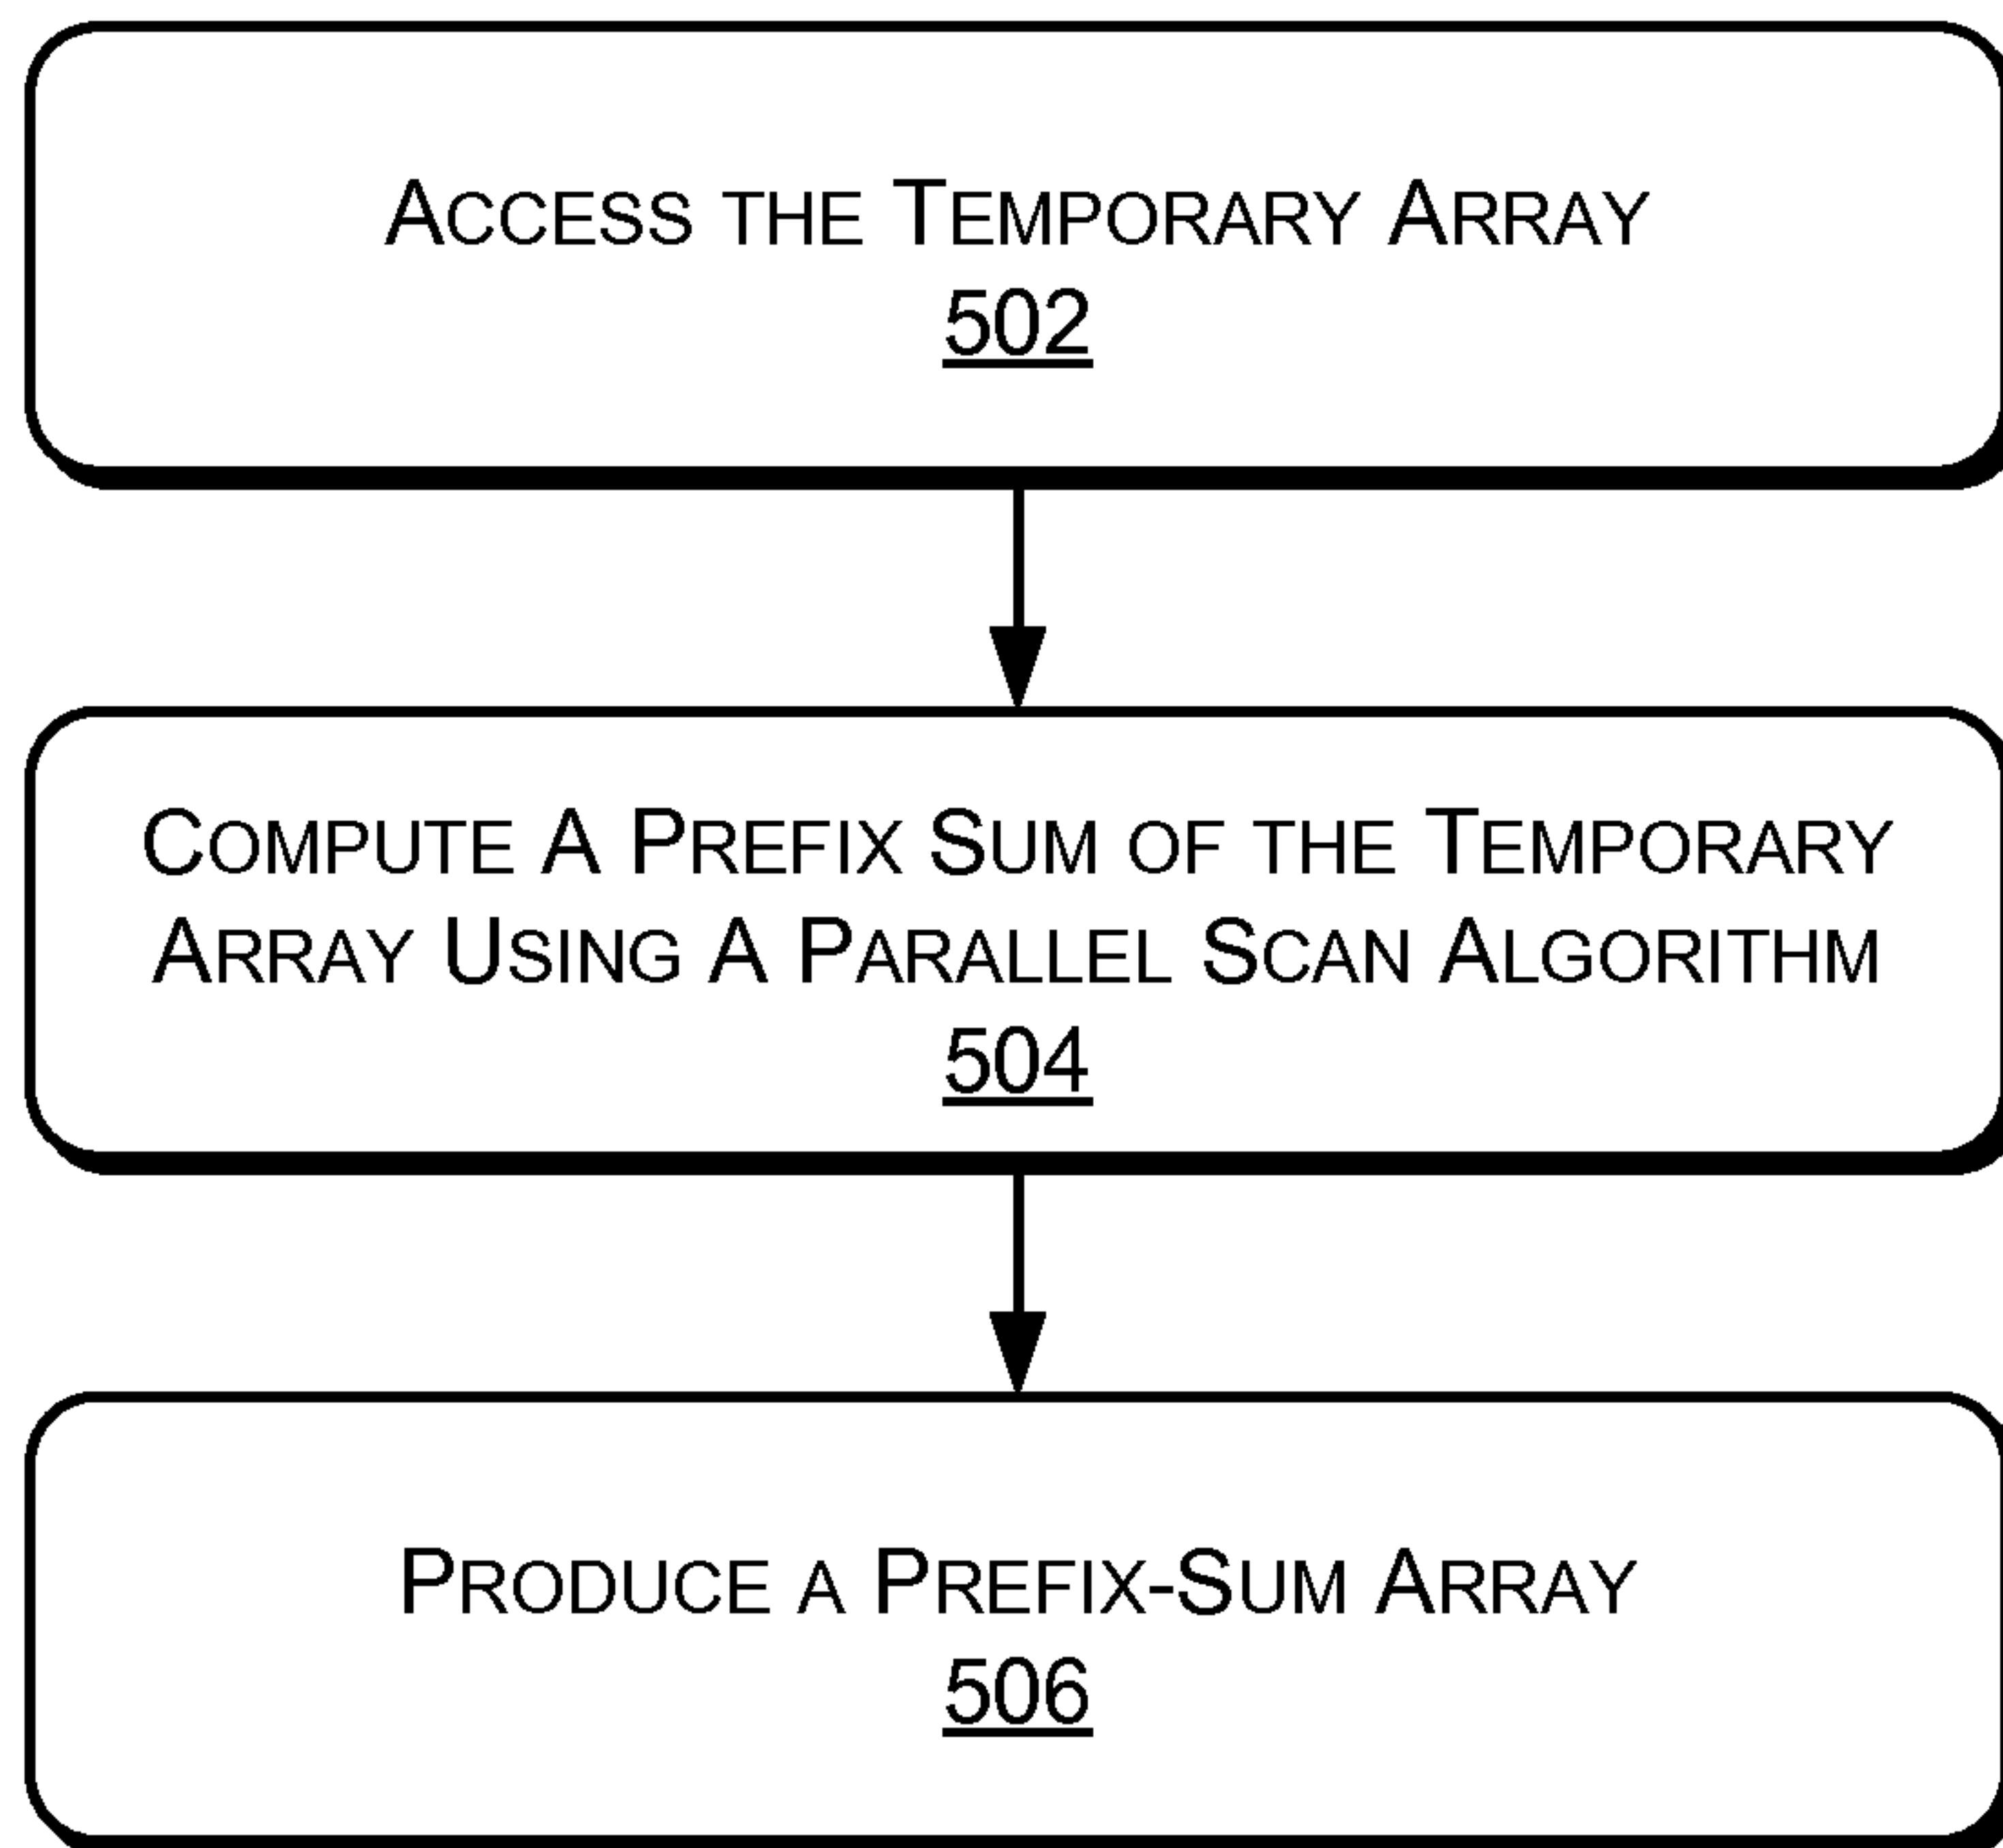 ACCESS THE TEMPORARY ARRAY
502
COMPUTE A PREFIX SUM OF THE TEMPORARY
ARRAY USING A PARALLEL SCAN ALGORITHM
504
PRODUCE A PREFIX-SUM ARRAY
506